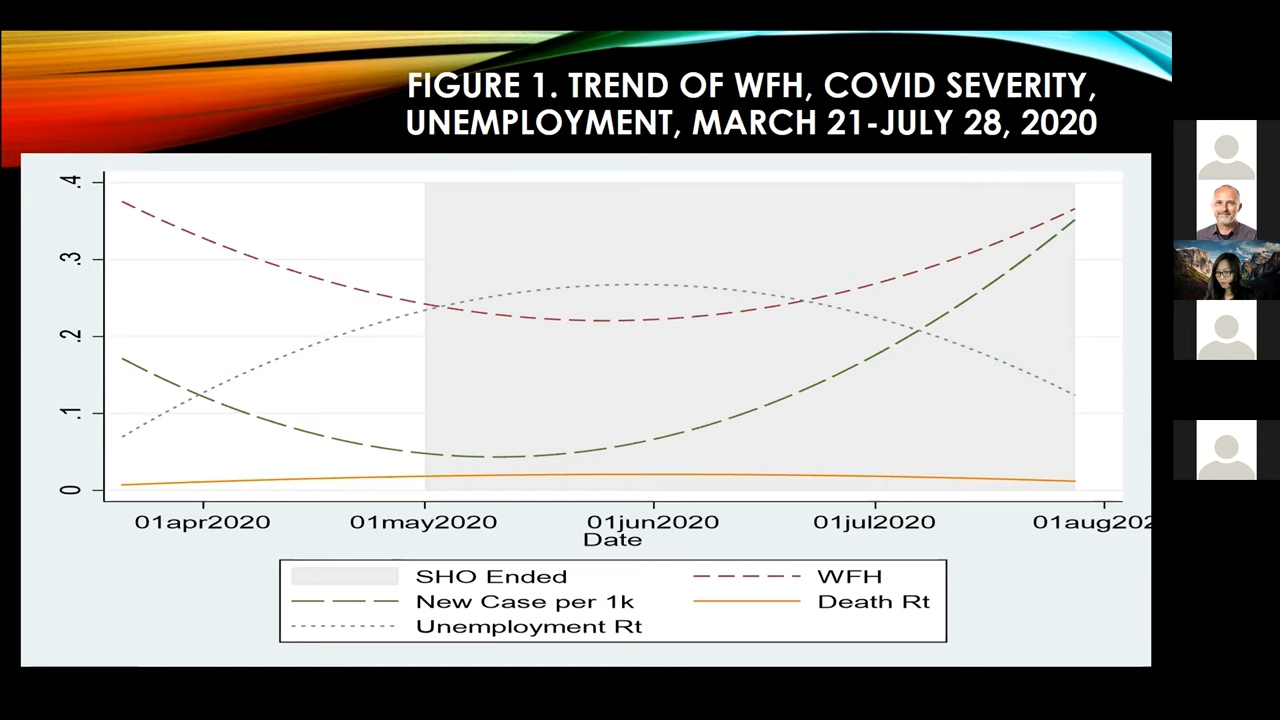 FIGURE 1. TREND OF WFH, COVID SEVERITY,
UNEMPLOYMENT, MARCH 21-JULY 28, 2020
.4
.3
.2
.1
0
01apr2020 01may2020 01jun2020 01jul2020 01aug202
Date
SHO Ended WFH
New Case per 1k Death Rt
Unemployment Rt